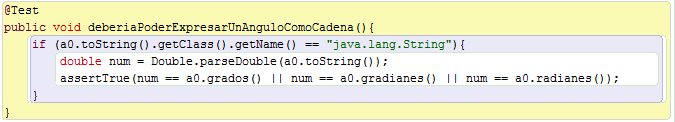 @Test
public void deberiaPoderExpresarUnAnguloComoCadena(){
if (a0.toString().getClass().getName() == "java.lang.String"){
double num = Double.parseDouble(a0.toString());
assertTrue(num == a0.grados() || num == a0.gradianes() || num == a0.radianes());
}
}